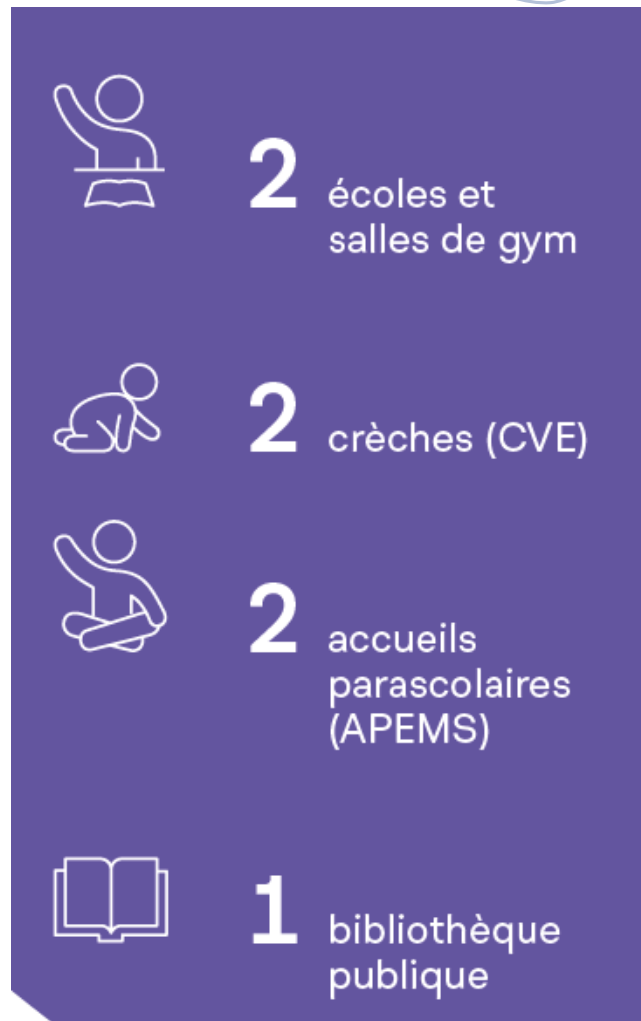 2 écoles et
salles de gym
2 crèches (CVE)
2 accueils
parascolaires
(APEMS)
1 bibliothèque
publique